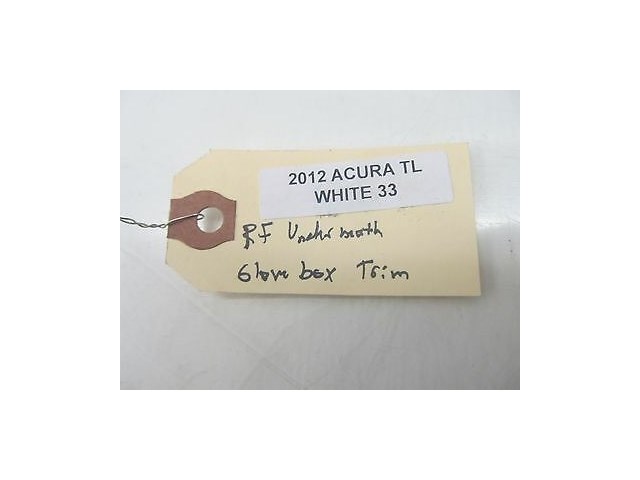 2012 ACURA TL
WHITE 33
RF Underneath
Glove box Trim